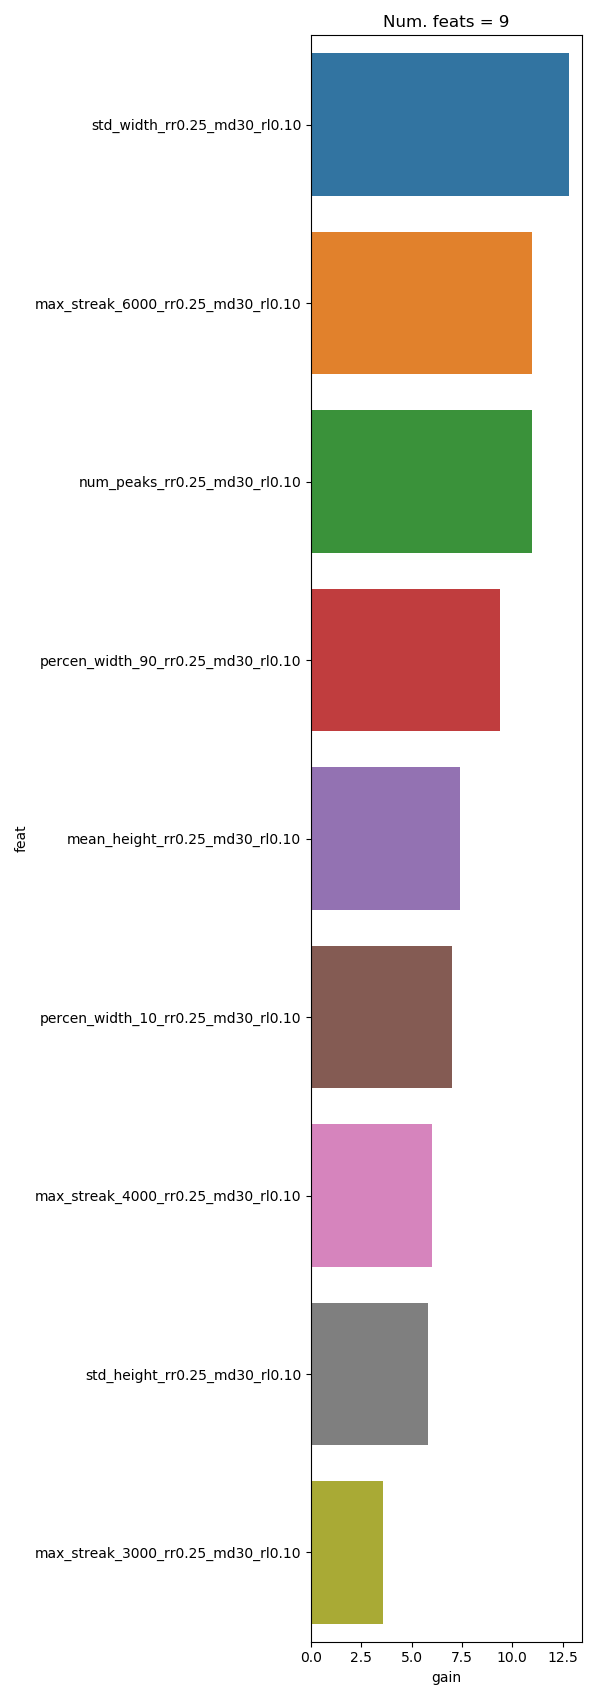 Num. feats = 9
std_width_rr0.25_md30_rl0.10
max_streak_6000_rr0.25_md30_rl0.10
num_peaks_rr0.25_md30_rl0.10
percen_width_90_rr0.25_md30_rl0.10
mean_height_rr0.25_md30_rl0.10
feat
percen_width_10_rr0.25_md30_rl0.10
max_streak_4000_rr0.25_md30_rl0.10
std_height_rr0.25_md30_rl0.10
max_streak_3000_rr0.25_md30_rl0.10
0.0 2.5 5.0 7.5 10.0 12.5
gain